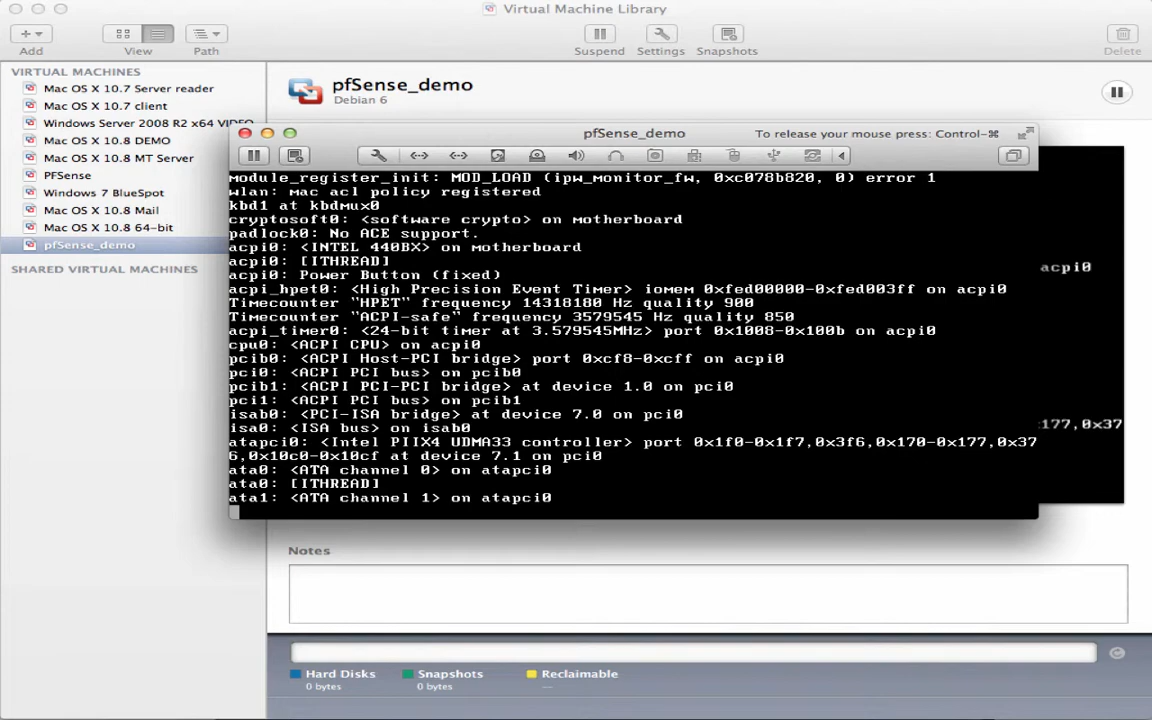 Virtual Machine Library
Add
View
Path
Suspend
Settings
Snapshots
Delete
VIRTUAL MACHINES
Mac OS X 10.7 Server reader
Mac OS X 10.7 client
Windows Server 2008 R2 x64 VIDEO
Mac OS X 10.8 DEMO
Mac OS X 10.8 MT Server
PFSense
Windows 7 BlueSpot
Mac OS X 10.8 Mail
Mac OS X 10.8 64-bit
pfSense_demo
SHARED VIRTUAL MACHINES
pfSense_demo
Debian 6
pfSense_demo
To release your mouse press: Control-⌘
module_register_init: MOD_LOAD (ipw_monitor_fw, 0xc078b820, 0) error 1
wlan: mac acl policy registered
kbd1 at kbdmux0
cryptosoft0: <software crypto> on motherboard
padlock0: No ACE support.
acpi0: <INTEL 440BX> on motherboard
acpi0: [ITHREAD]
acpi0: Power Button (fixed)
acpi_hpet0: <High Precision Event Timer> iomem 0xfed00000-0xfed003ff on acpi0
Timecounter "HPET" frequency 14318180 Hz quality 900
Timecounter "ACPI-safe" frequency 3579545 Hz quality 850
acpi_timer0: <24-bit timer at 3.579545MHz> port 0x1008-0x100b on acpi0
cpu0: <ACPI CPU> on acpi0
pcib0: <ACPI Host-PCI bridge> port 0xcf8-0xcff on acpi0
pci0: <ACPI PCI bus> on pcib0
pcib1: <ACPI PCI-PCI bridge> at device 1.0 on pci0
pci1: <ACPI PCI bus> on pcib1
isab0: <PCI-ISA bridge> at device 7.0 on pci0
isa0: <ISA bus> on isab0
atapci0: <Intel PIIX4 UDMA33 controller> port 0x1f0-0x1f7,0x3f6,0x170-0x177,0x37
6,0x10c0-0x10cf at device 7.1 on pci0
ata0: <ATA channel 0> on atapci0
ata0: [ITHREAD]
ata1: <ATA channel 1> on atapci0
acpi0
177,0x37
Notes
Hard Disks
0 bytes
Snapshots
0 bytes
Reclaimable
—